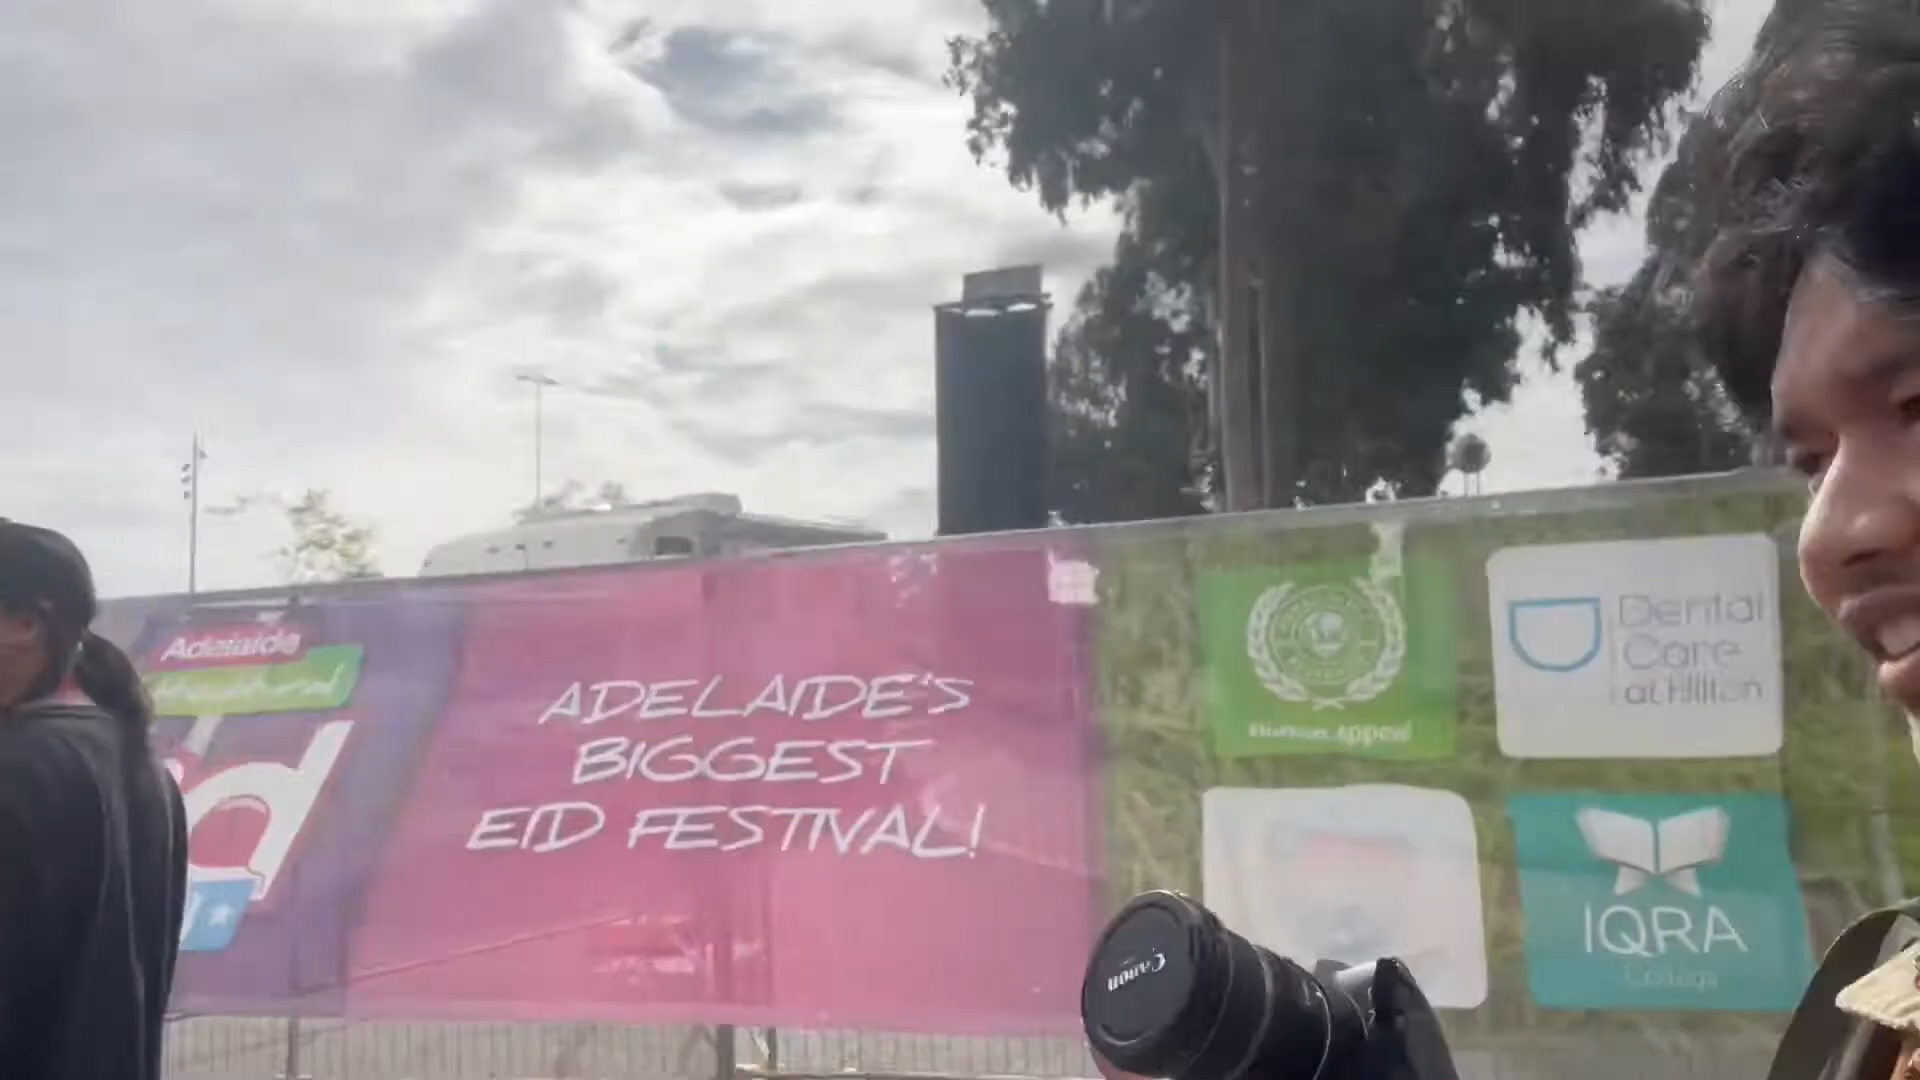 Adelaide
ADELAIDE'S
BIGGEST
EID FESTIVAL!
Appeal
Dental
Care
at Hilton
IQRA
College
Canon